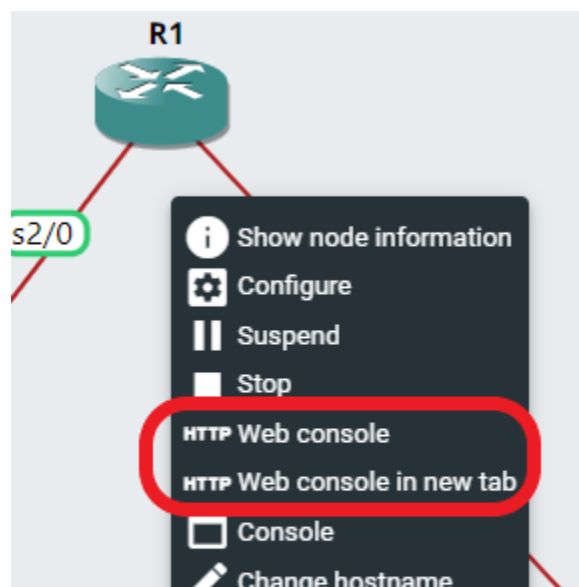 R1
s2/0
Show node information
Configure
Suspend
Stop
HTTP Web console
HTTP Web console in new tab
Console
Change hostname